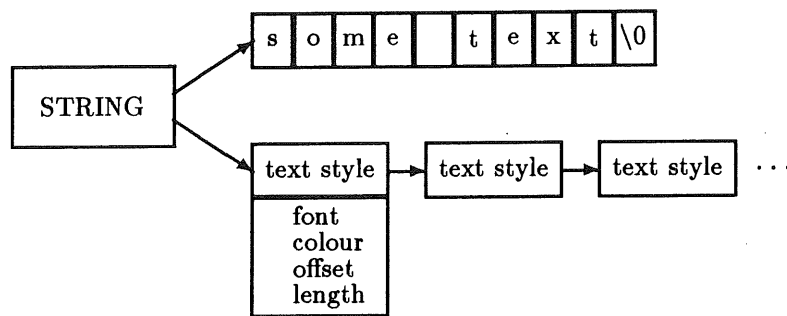 s o m e t e x t \0
STRING
text style text style text style ...
font
colour
offset
length